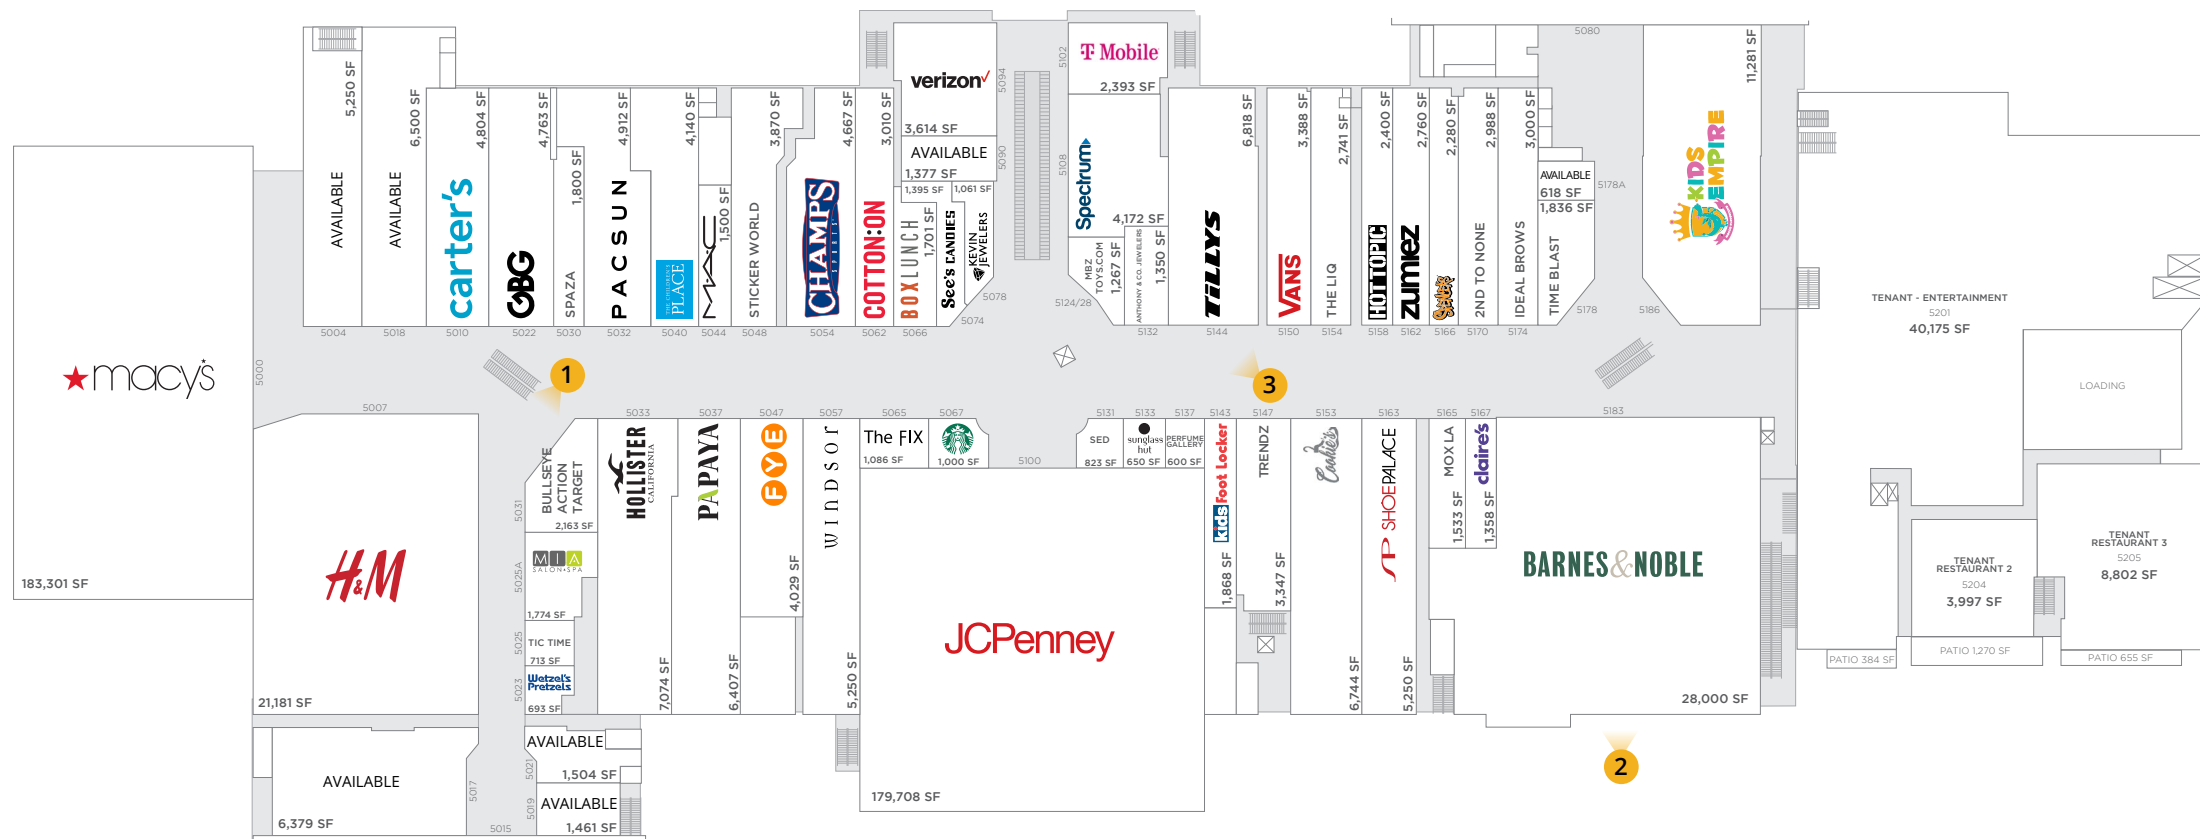 macy's
183,301 SF
5000
AVAILABLE
5,250 SF
5004
AVAILABLE
6,500 SF
5018
carter's
4,804 SF
5010
GBG
4,763 SF
5022
SPAZA
1,800 SF
5030
PACSUN
4,912 SF
5032
THE CHILDREN'S
PLACE
4,140 SF
5040
MAC
1,500 SF
5044
STICKER WORLD
3,870 SF
5048
CHAMPS
SPORTS
4,667 SF
5054
COTTON:ON
3,010 SF
5062
verizon
3,614 SF
5094
AVAILABLE
1,377 SF
5090
1,395 SF
1,061 SF
BOXLUNCH
1,701 SF
5066
See's CANDIES
5074
KEVIN
JEWELERS
5078
T Mobile
2,393 SF
5102
Spectrum
4,172 SF
5108
MBZ
TOYS.COM
1,267 SF
5124/28
ANTHONY & CO. JEWELERS
1,350 SF
5132
TiLLYS
6,818 SF
5144
VANS
3,388 SF
5150
THE LIQ
2,741 SF
5154
HOT TOPIC
2,400 SF
5158
zumiez
2,760 SF
5162
Spencer's
2,280 SF
5166
2ND TO NONE
2,988 SF
5170
IDEAL BROWS
3,000 SF
5174
AVAILABLE
618 SF
5178A
1,836 SF
TIME BLAST
5178
5080
KIDS
EMPIRE
11,281 SF
5186
TENANT - ENTERTAINMENT
5201
40,175 SF
LOADING
1
3
5007
H&M
21,181 SF
BULLSEYE
ACTION
TARGET
2,163 SF
5031
MIA
SALON+SPA
1,774 SF
5025A
TIC TIME
713 SF
5025
Wetzel's
Pretzels
693 SF
5023
5033
HOLLISTER
CALIFORNIA
7,074 SF
5037
PAPAYA
6,407 SF
5047
FYE
4,029 SF
5057
WINDSOR
5,250 SF
5065
The FIX
1,086 SF
5067
1,000 SF
5100
JCPenney
179,708 SF
5131
SED
823 SF
5133
sunglass
hut
650 SF
5137
PERFUME
GALLERY
600 SF
5143
kids Foot Locker
1,868 SF
5147
TRENDZ
3,347 SF
5153
Cookie's
6,744 SF
5163
SP SHOEPALACE
5,250 SF
5165
MOX LA
1,533 SF
5167
claire's
1,358 SF
5183
BARNES&NOBLE
28,000 SF
2
TENANT
RESTAURANT 2
5204
3,997 SF
TENANT
RESTAURANT 3
5205
8,802 SF
PATIO 384 SF
PATIO 1,270 SF
PATIO 655 SF
AVAILABLE
6,379 SF
5017
5015
AVAILABLE
1,504 SF
5021
AVAILABLE
1,461 SF
5019